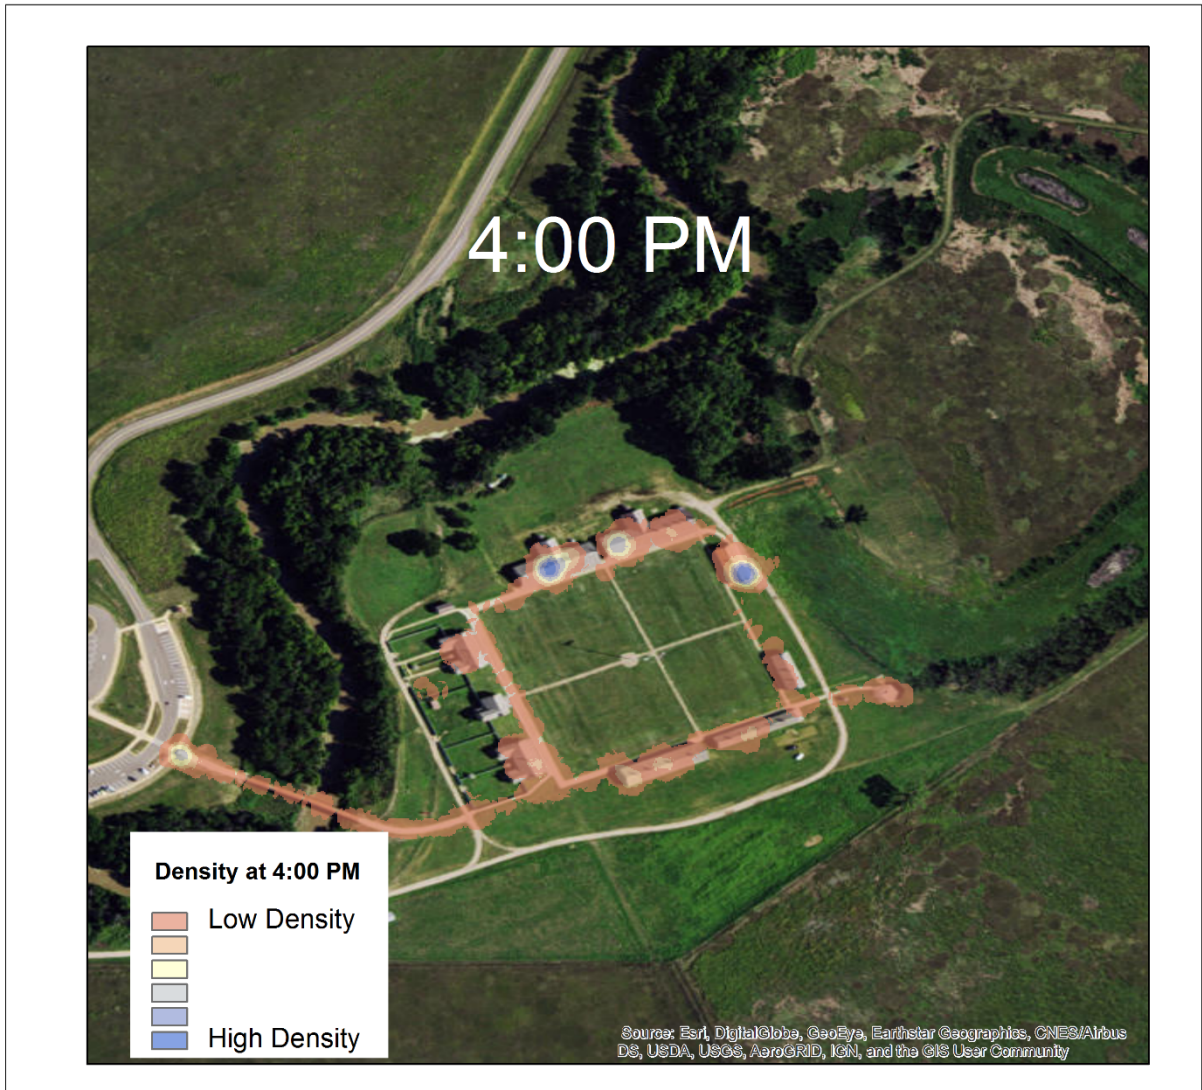 4:00 PM
Density at 4:00 PM
Low Density
High Density
Source: Esri, DigitalGlobe, GeoEye, Earthstar Geographics, CNES/Airbus
DS, USDA, USGS, AeroGRID, IGN, and the GIS User Community